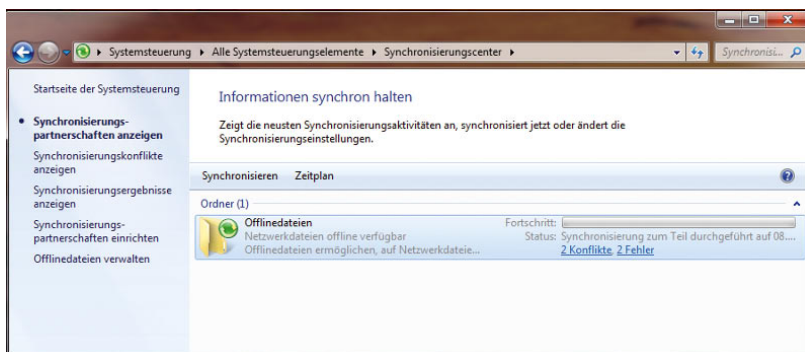 Systemsteuerung ▸ Alle Systemsteuerungselemente ▸ Synchronisierungscenter ▸
Synchronisi...
Startseite der Systemsteuerung
Synchronisierungs-
partnerschaften anzeigen
Synchronisierungskonflikte
anzeigen
Synchronisierungsergebnisse
anzeigen
Synchronisierungs-
partnerschaften einrichten
Offlinedateien verwalten
Informationen synchron halten
Zeigt die neusten Synchronisierungsaktivitäten an, synchronisiert jetzt oder ändert die
Synchronisierungseinstellungen.
Synchronisieren Zeitplan
Ordner (1)
Offlinedateien
Netzwerkdateien offline verfügbar
Offlinedateien ermöglichen, auf Netzwerkdateie...
Fortschritt:
Status: Synchronisierung zum Teil durchgeführt auf 08....
2 Konflikte, 2 Fehler